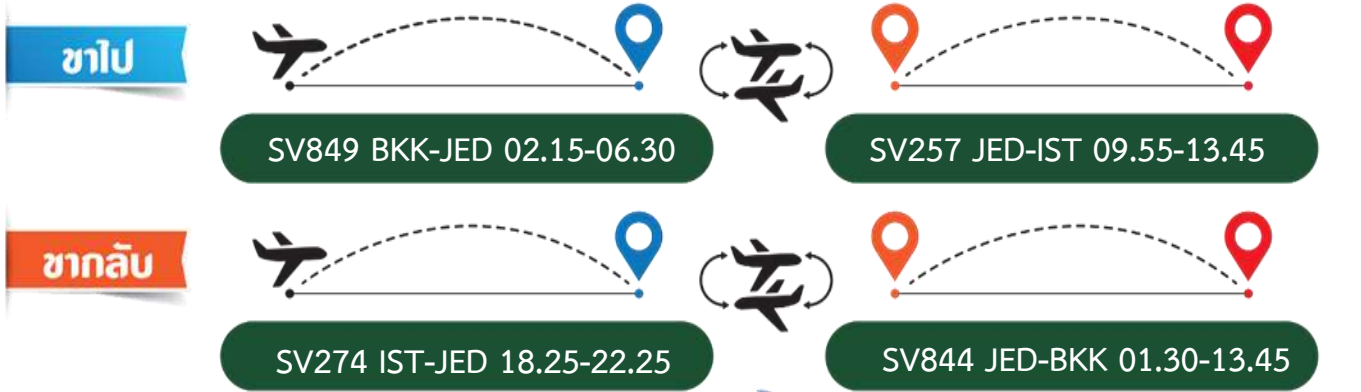 ขาไป
SV849 BKK-JED 02.15-06.30
SV257 JED-IST 09.55-13.45
ขากลับ
SV274 IST-JED 18.25-22.25
SV844 JED-BKK 01.30-13.45